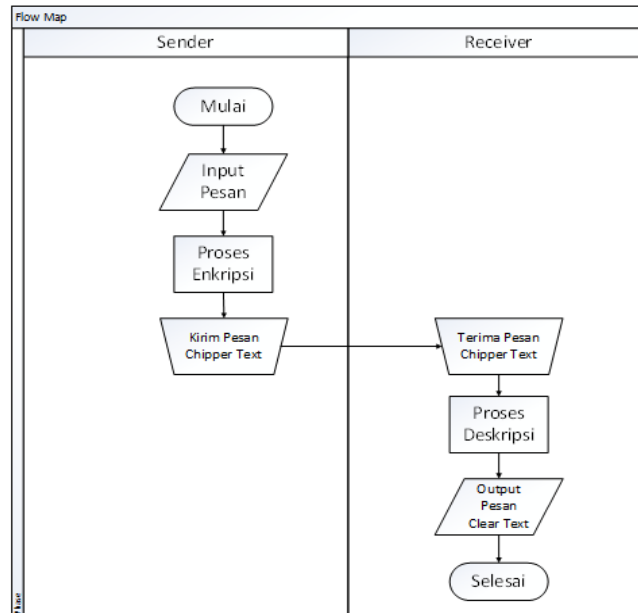 Flow Map
Sender
Receiver
Mulai
Input
Pesan
Proses
Enkripsi
Kirim Pesan
Chipper Text
Terima Pesan
Chipper Text
Proses
Deskripsi
Output
Pesan
Clear Text
Selesai
Phase